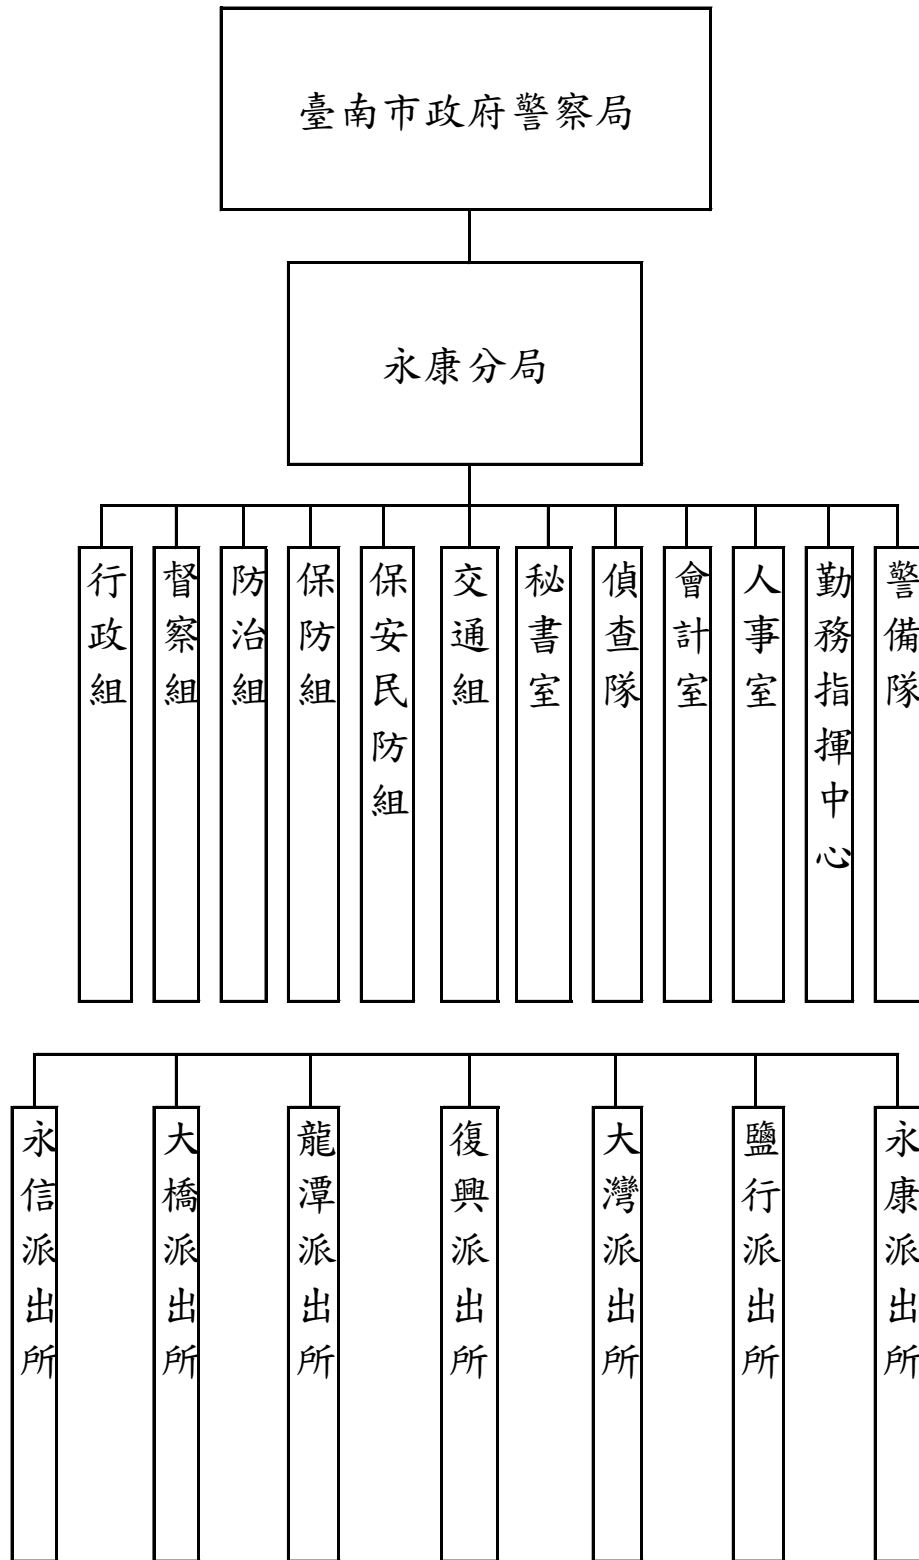 臺南市政府警察局
永康分局
行政組
督察組
防治組
保防組
保安民防組
交通組
秘書室
偵查隊
會計室
人事室
勤務指揮中心
警備隊
永信派出所
大橋派出所
龍潭派出所
復興派出所
大灣派出所
鹽行派出所
永康派出所